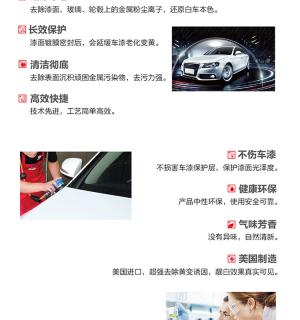 去除漆面，玻璃、轮毂上的金属粉尘离子，还原白车本色。
长效保护
漆面镀膜密封后，会延缓车漆老化变黄。
清洁彻底
去除表面沉积顽固金属污染物，去污力强。
高效快捷
技术先进，工艺简单高效。
不伤车漆
不损害车漆保护层，保护漆面光泽度。
健康环保
产品中性环保，使用安全可靠。
气味芳香
没有异味，自然清新。
美国制造
美国进口，超强去除黄变诱因，靓白效果真实可见。